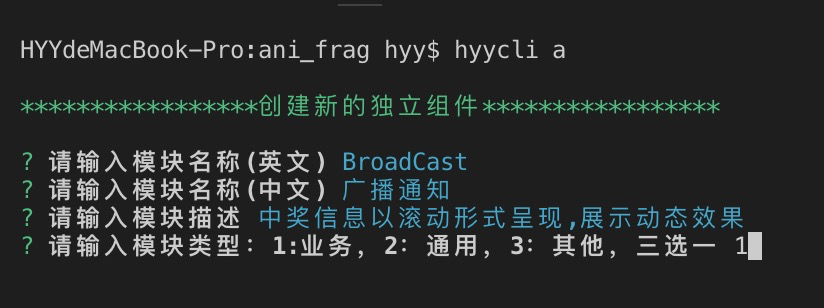 HYYdeMacBook-Pro:ani_frag hyy$ hyycli a
*****************创建新的独立组件*****************
? 请输入模块名称(英文) BroadCast
? 请输入模块名称(中文) 广播通知
? 请输入模块描述 中奖信息以滚动形式呈现,展示动态效果
? 请输入模块类型: 1:业务, 2: 通用, 3: 其他, 三选一 1